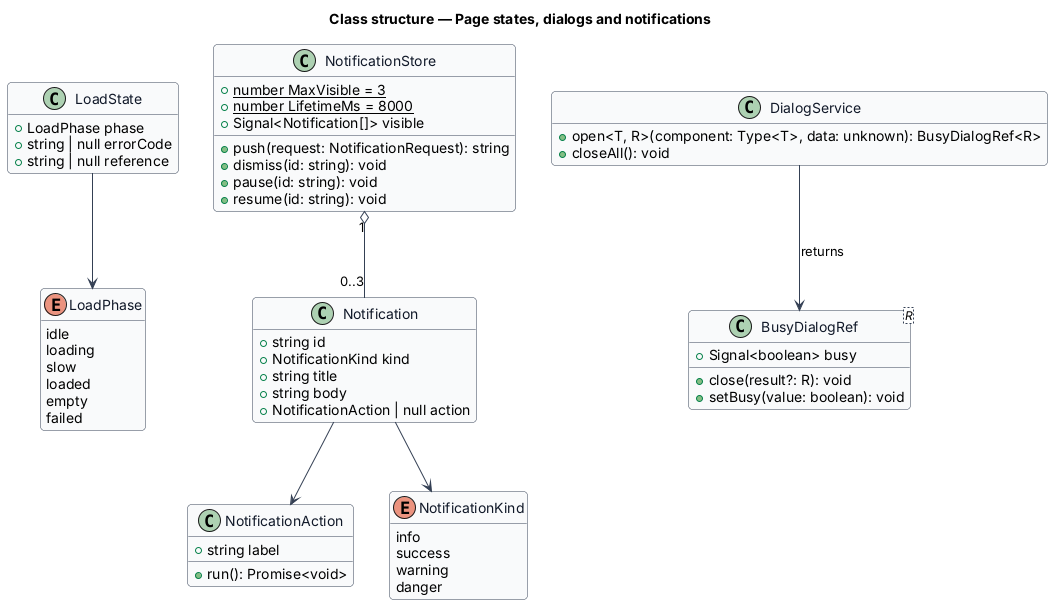 Class structure — Page states, dialogs and notifications
C LoadState
LoadPhase phase
string | null errorCode
string | null reference
C NotificationStore
number MaxVisible = 3
number LifetimeMs = 8000
Signal<Notification[]> visible
push(request: NotificationRequest): string
dismiss(id: string): void
pause(id: string): void
resume(id: string): void
C DialogService
open<T, R>(component: Type<T>, data: unknown): BusyDialogRef<R>
closeAll(): void
1
0..3
returns
E LoadPhase
idle
loading
slow
loaded
empty
failed
C Notification
string id
NotificationKind kind
string title
string body
NotificationAction | null action
C BusyDialogRef
R
Signal<boolean> busy
close(result?: R): void
setBusy(value: boolean): void
C NotificationAction
string label
run(): Promise<void>
E NotificationKind
info
success
warning
danger